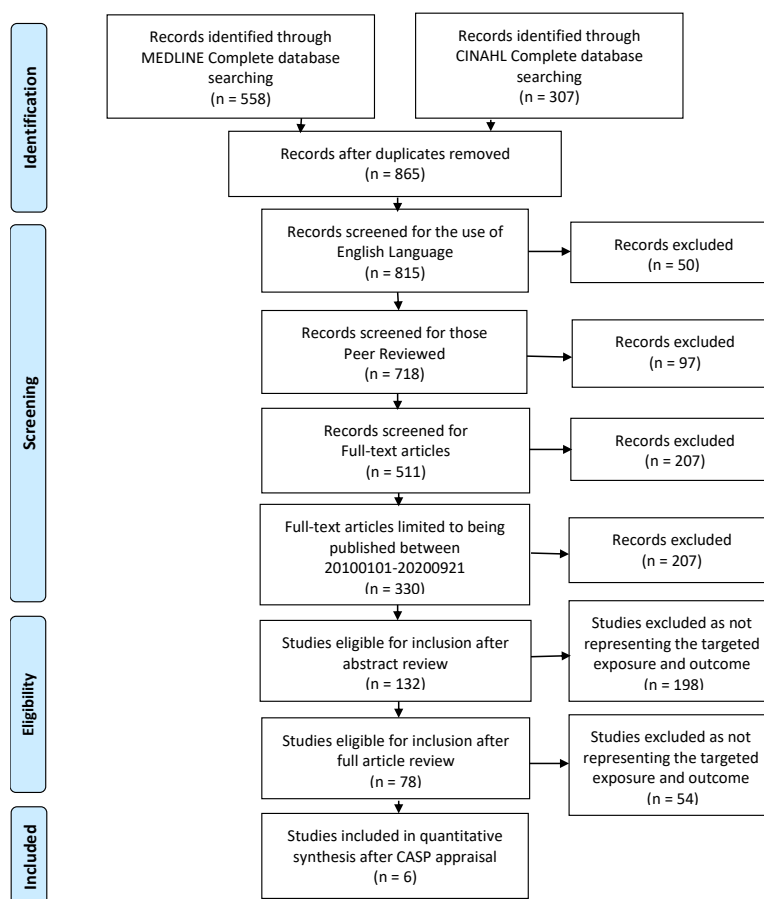 Records identified through
MEDLINE Complete database
searching
(n = 558)
Records identified through
CINAHL Complete database
searching
(n = 307)
Identification
Records after duplicates removed
(n = 865)
Records screened for the use of
English Language
(n = 815)
Records excluded
(n = 50)
Records screened for those
Peer Reviewed
(n = 718)
Records excluded
(n = 97)
Screening
Records screened for
Full-text articles
(n = 511)
Records excluded
(n = 207)
Full-text articles limited to being
published between
20100101-20200921
(n = 330)
Records excluded
(n = 207)
Studies eligible for inclusion after
abstract review
(n = 132)
Studies excluded as not
representing the targeted
exposure and outcome
(n = 198)
Eligibility
Studies eligible for inclusion after
full article review
(n = 78)
Studies excluded as not
representing the targeted
exposure and outcome
(n = 54)
Included
Studies included in quantitative
synthesis after CASP appraisal
(n = 6)